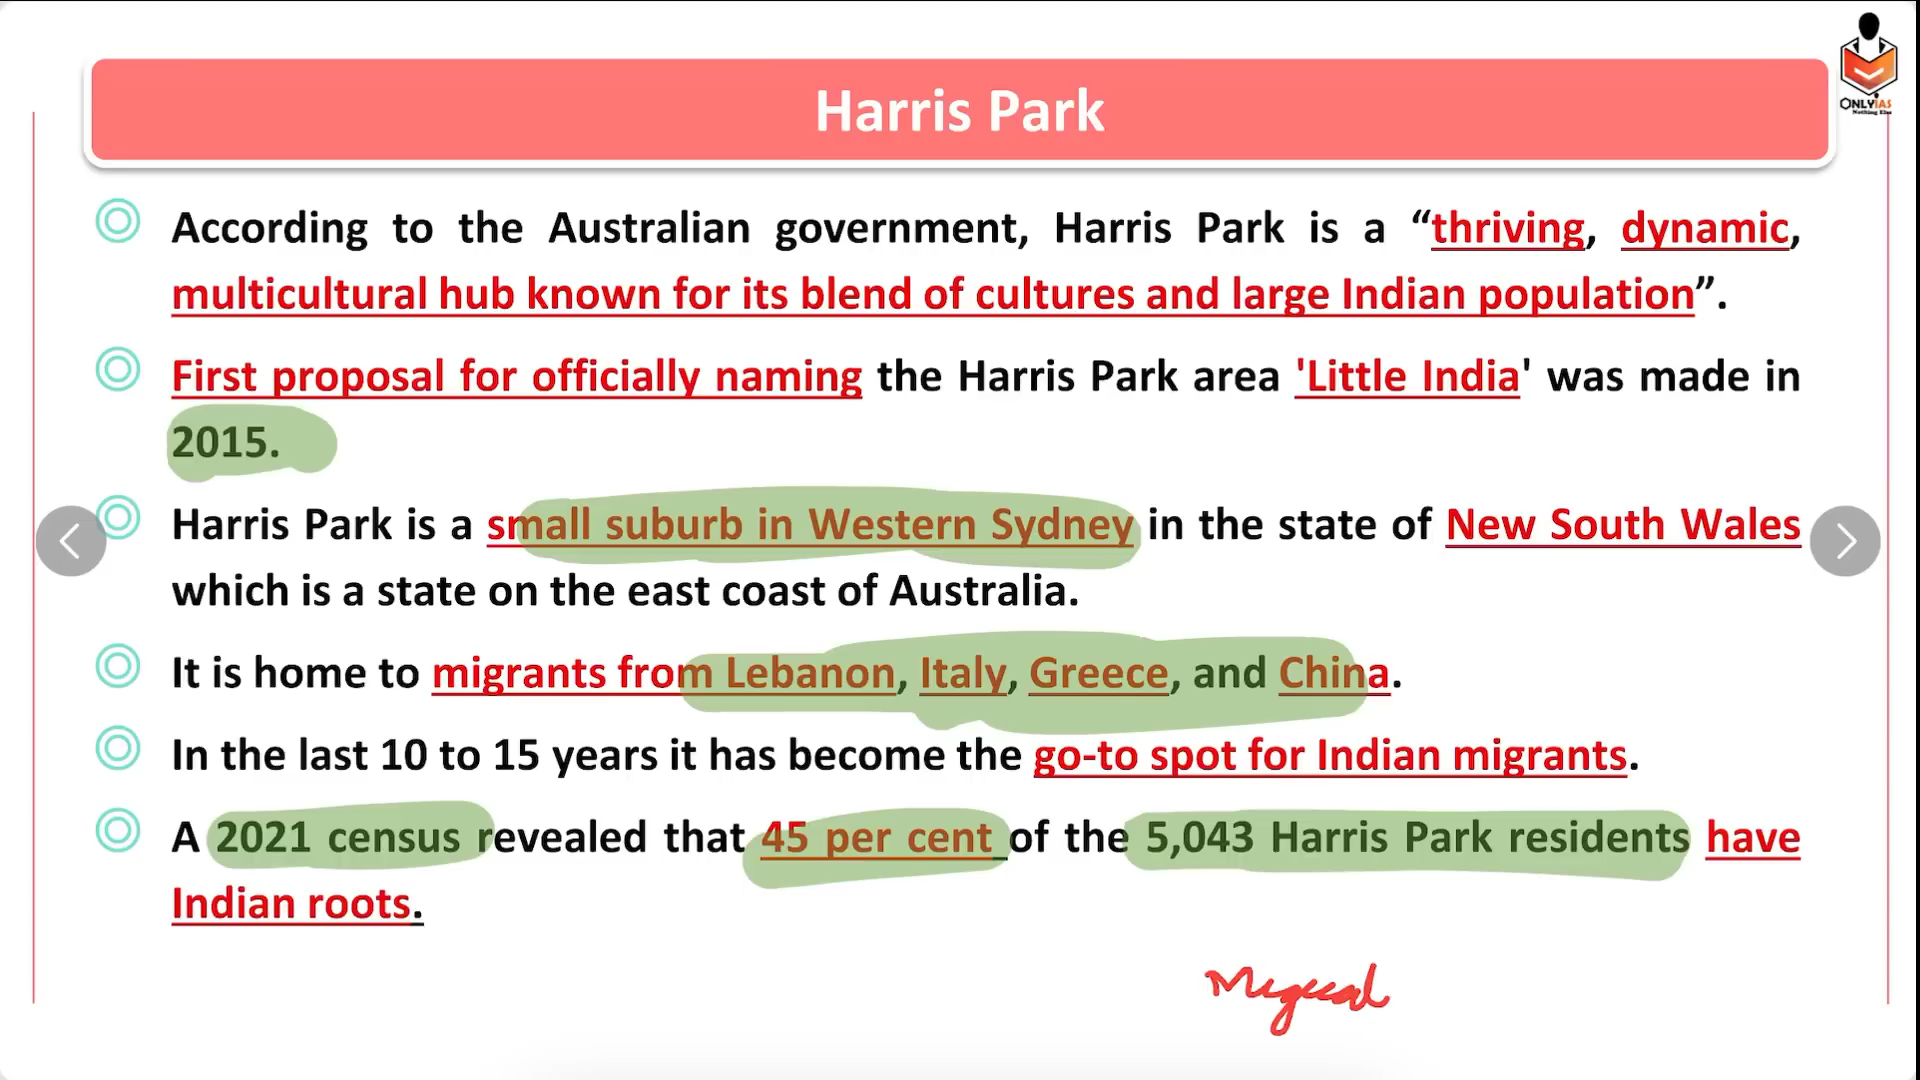 Harris Park
ONLYIAS
Nothing Else
According to the Australian government, Harris Park is a “thriving, dynamic,
multicultural hub known for its blend of cultures and large Indian population”.
First proposal for officially naming the Harris Park area 'Little India' was made in
2015.
Harris Park is a small suburb in Western Sydney in the state of New South Wales
which is a state on the east coast of Australia.
It is home to migrants from Lebanon, Italy, Greece, and China.
In the last 10 to 15 years it has become the go-to spot for Indian migrants.
A 2021 census revealed that 45 per cent of the 5,043 Harris Park residents have
Indian roots.